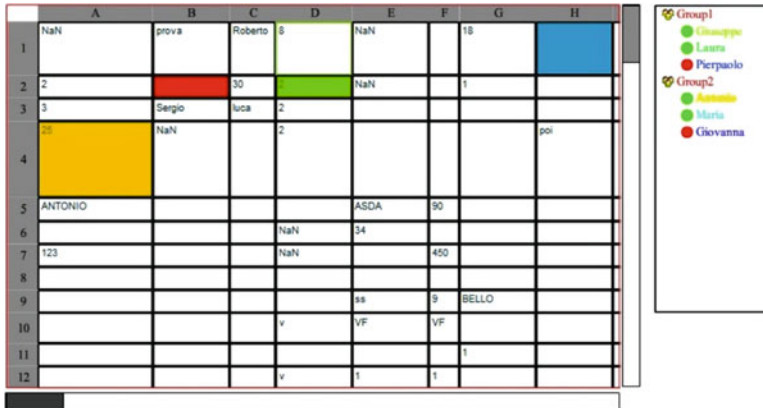 A B C D E F G H
1 NaN prova Roberto 8 NaN 18
2 2 30 2 NaN 1
3 3 Sergio luca 2
4 25 NaN 2 poi
5 ANTONIO ASDA 90
6 NaN 34
7 123 NaN 450
8
9 ss 9 BELLO
10 v VF VF
11 1
12 v 1 1
Group1
Giuseppe
Laura
Pierpaolo
Group2
Antonio
Maria
Giovanna